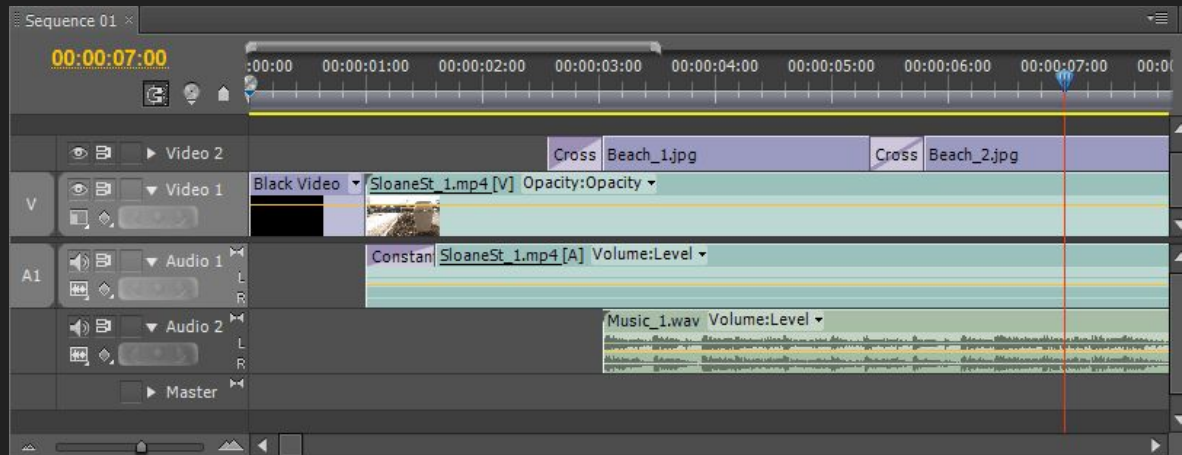 Sequence 01
00:00:07:00
:00:00 00:00:01:00 00:00:02:00 00:00:03:00 00:00:04:00 00:00:05:00 00:00:06:00 00:00:07:00 00:00
Video 2 Cross Beach_1.jpg Cross Beach_2.jpg
V Video 1 Black Video SloaneSt_1.mp4 [V] Opacity:Opacity
A1 Audio 1 L R Constan SloaneSt_1.mp4 [A] Volume:Level
Audio 2 L R Music_1.wav Volume:Level
Master